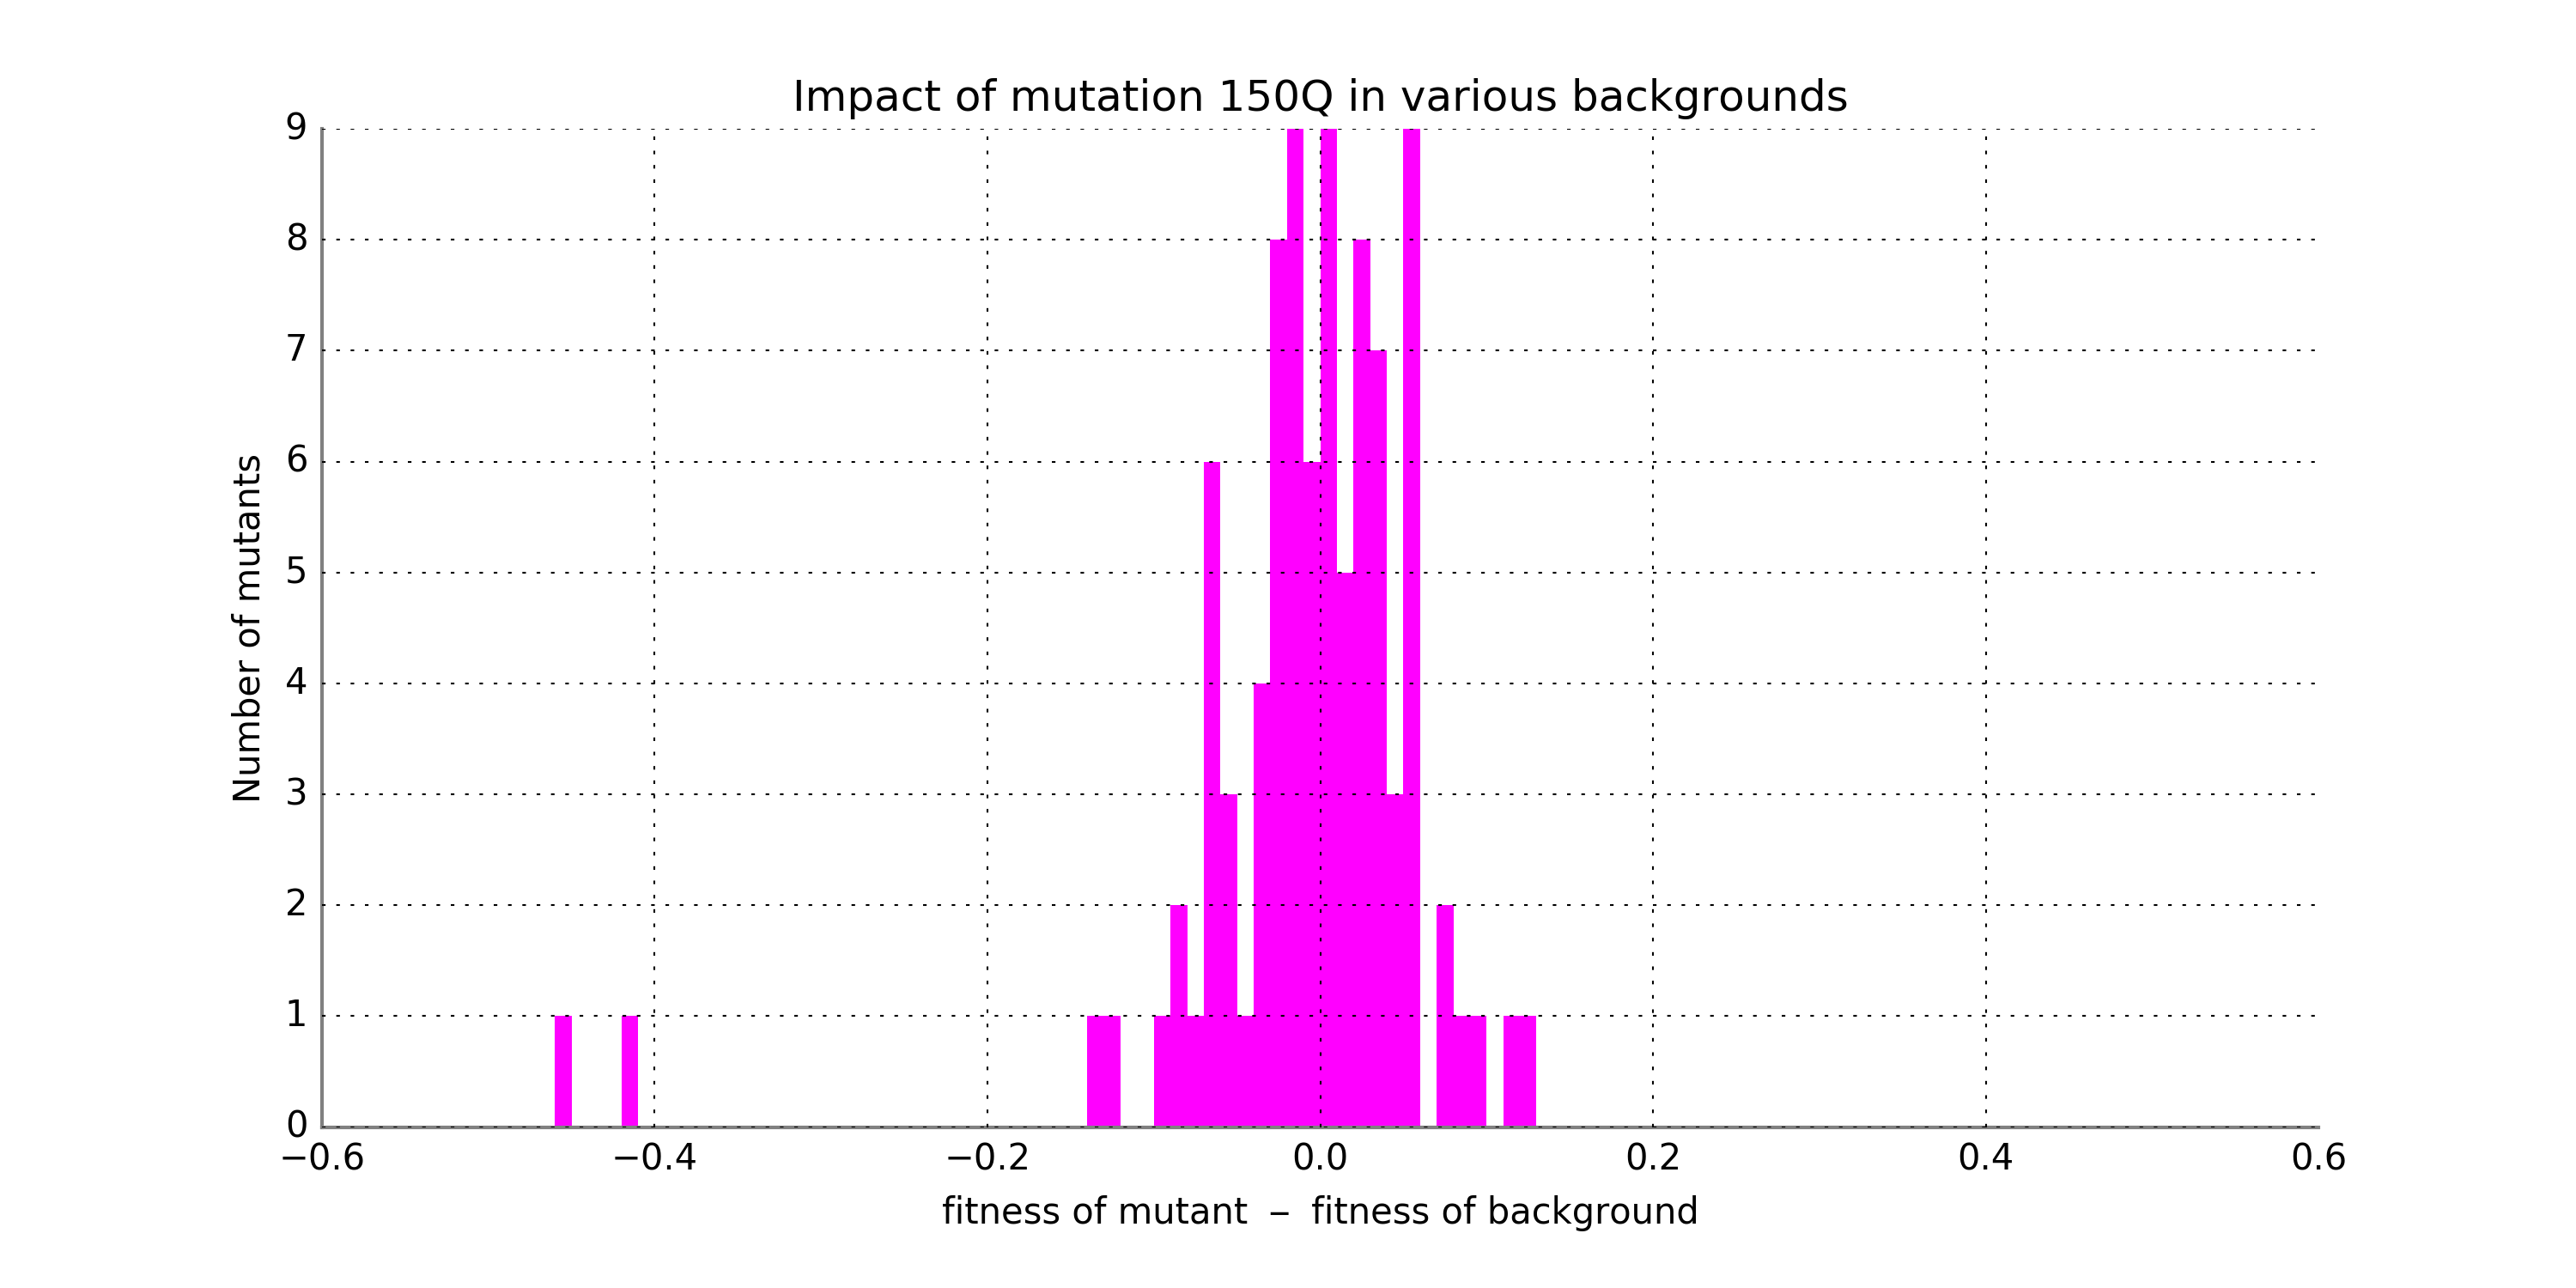 Impact of mutation 150Q in various backgrounds
9
8
7
6
5
4
3
2
1
0
Number of mutants
−0.6 −0.4 −0.2 0.0 0.2 0.4 0.6
fitness of mutant − fitness of background